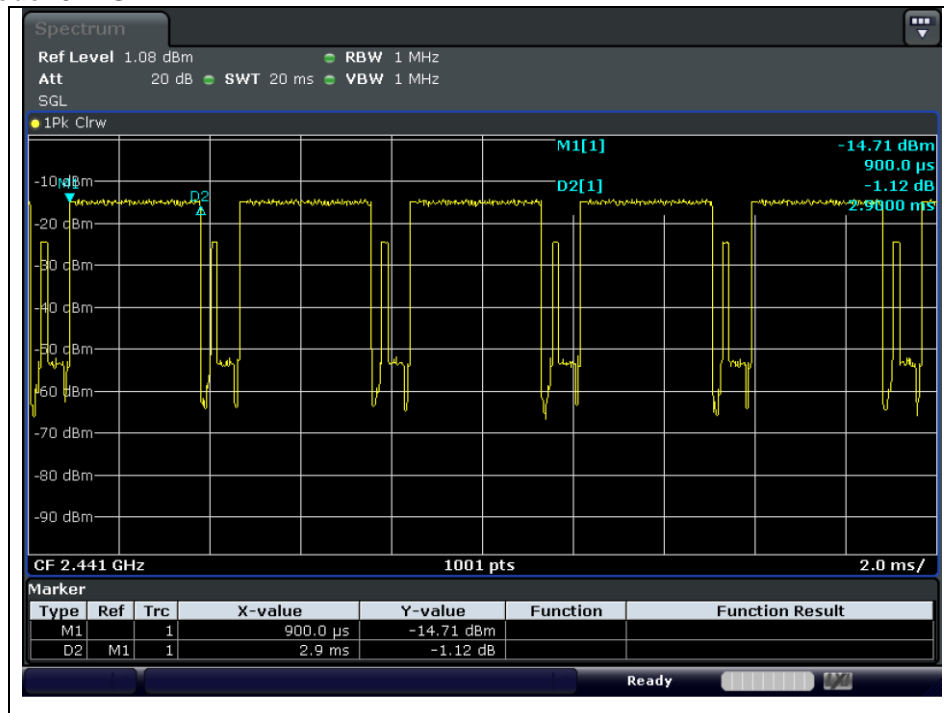 Spectrum
Ref Level 1.08 dBm RBW 1 MHz
Att 20 dB SWT 20 ms VBW 1 MHz
SGL
1Pk Clrw
M1[1] -14.71 dBm
900.0 µs
-10 dBm M1 D2[1] -1.12 dB
D2 2.9000 ms
-20 dBm
-30 dBm
-40 dBm
-50 dBm
-60 dBm
-70 dBm
-80 dBm
-90 dBm
CF 2.441 GHz 1001 pts 2.0 ms/
Marker
Type Ref Trc X-value Y-value Function Function Result
M1 1 900.0 µs -14.71 dBm
D2 M1 1 2.9 ms -1.12 dB
Ready